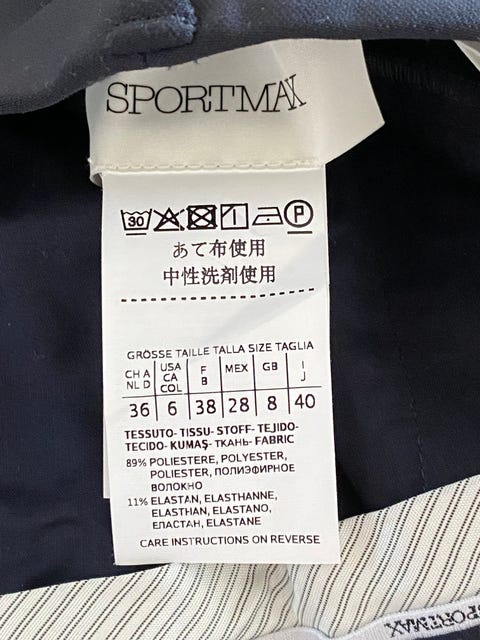 SPORTMAX
30 P
あて布使用
中性洗剤使用
GRÖSSE TAILLE TALLA SIZE TAGLIA
CH A NL D USA CA COL F B MEX GB I J
36 6 38 28 8 40
TESSUTO- TISSU- STOFF- TEJIDO-
TECIDO- KUMAŞ- ТКАНЬ- FABRIC
89% POLIESTERE, POLYESTER,
POLIESTER, ПОЛИЭФИРНОЕ
ВОЛОКНО
11% ELASTAN, ELASTHANNE,
ELASTHAN, ELASTANO,
ЕЛАСТАН, ELASTANE
CARE INSTRUCTIONS ON REVERSE
SPORTMAX